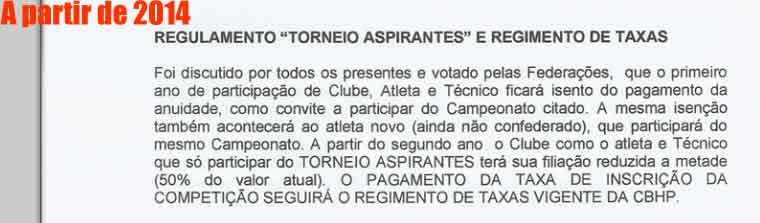 A partir de 2014
REGULAMENTO “TORNEIO ASPIRANTES” E REGIMENTO DE TAXAS
Foi discutido por todos os presentes e votado pelas Federações, que o primeiro
ano de participação de Clube, Atleta e Técnico ficará isento do pagamento da
anuidade, como convite a participar do Campeonato citado. A mesma isenção
também acontecerá ao atleta novo (ainda não confederado), que participará do
mesmo Campeonato. A partir do segundo ano o Clube como o atleta e Técnico
que só participar do TORNEIO ASPIRANTES terá sua filiação reduzida a metade
(50% do valor atual). O PAGAMENTO DA TAXA DE INSCRIÇÃO DA
COMPETIÇÃO SEGUIRÁ O REGIMENTO DE TAXAS VIGENTE DA CBHP.